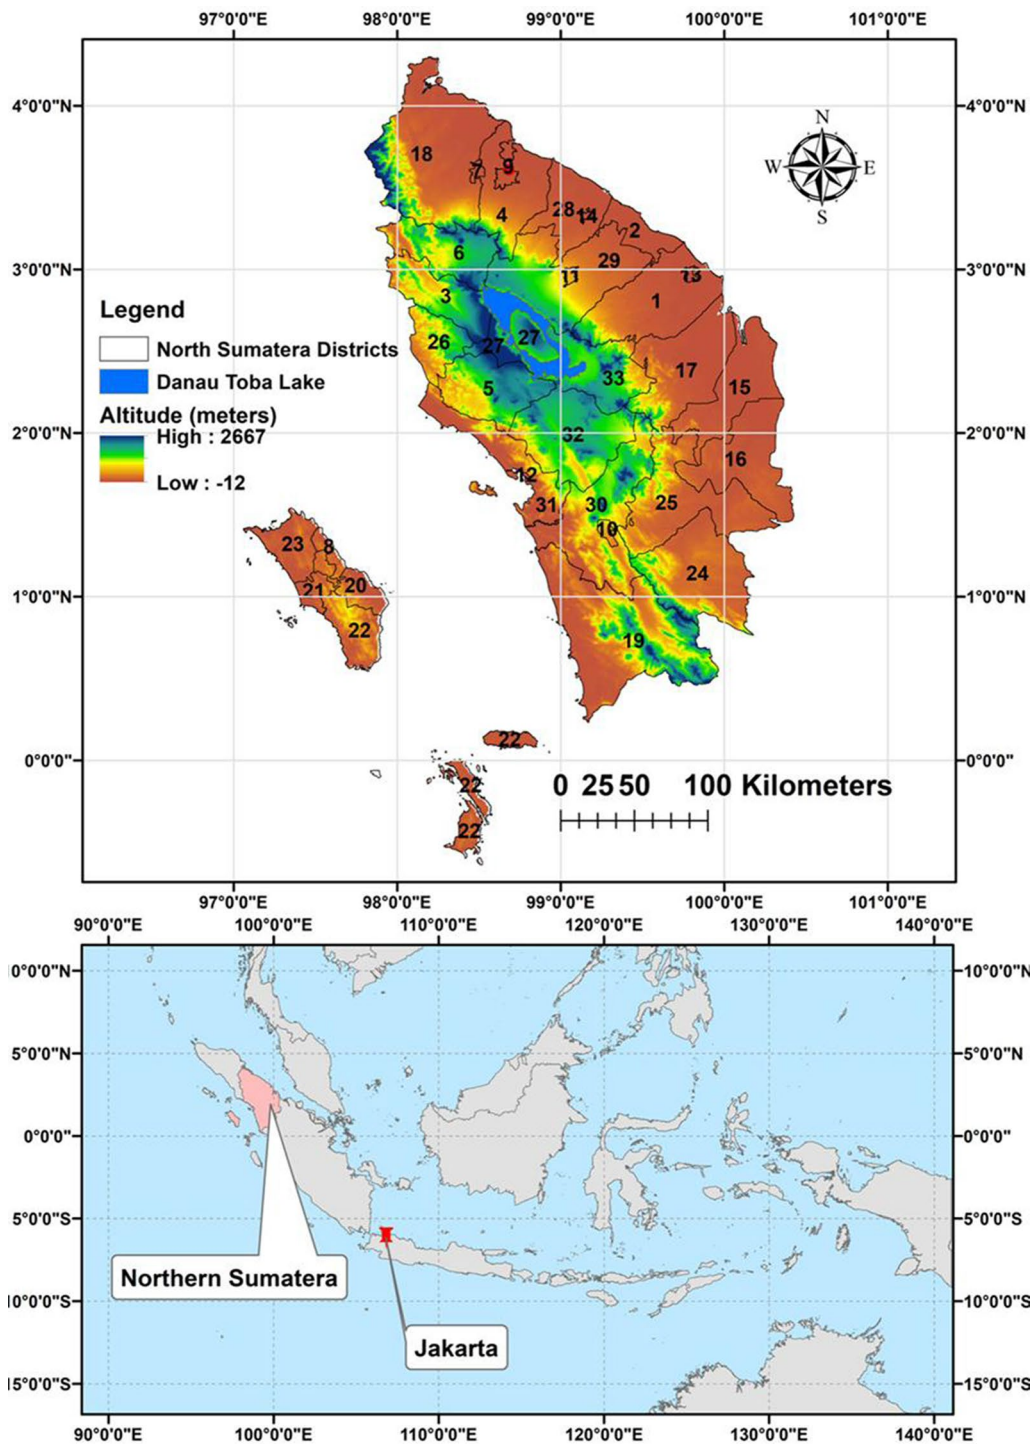 97°0'0"E 98°0'0"E 99°0'0"E 100°0'0"E 101°0'0"E
4°0'0"N 4°0'0"N
N
W E
S
18 7 9
4 28 14 2
6 29
3°0'0"N 11 13 3°0'0"N
3 1
Legend
North Sumatera Districts
Danau Toba Lake
Altitude (meters)
High : 2667
Low : -12
26 27 27
5 33 17 15
2°0'0"N 32 16 2°0'0"N
12
31 30 25
10
23 8
24
21 20
1°0'0"N 1°0'0"N
22 19
22
0°0'0" 0°0'0"
22
22
0 25 50 100 Kilometers
97°0'0"E 98°0'0"E 99°0'0"E 100°0'0"E 101°0'0"E
90°0'0"E 100°0'0"E 110°0'0"E 120°0'0"E 130°0'0"E 140°0'0"E
0°0'0"N 10°0'0"N
5°0'0"N 5°0'0"N
0°0'0" 0°0'0"
5°0'0"S 5°0'0"S
Northern Sumatera
0°0'0"S 10°0'0"S
Jakarta
5°0'0"S 15°0'0"S
90°0'0"E 100°0'0"E 110°0'0"E 120°0'0"E 130°0'0"E 140°0'0"E